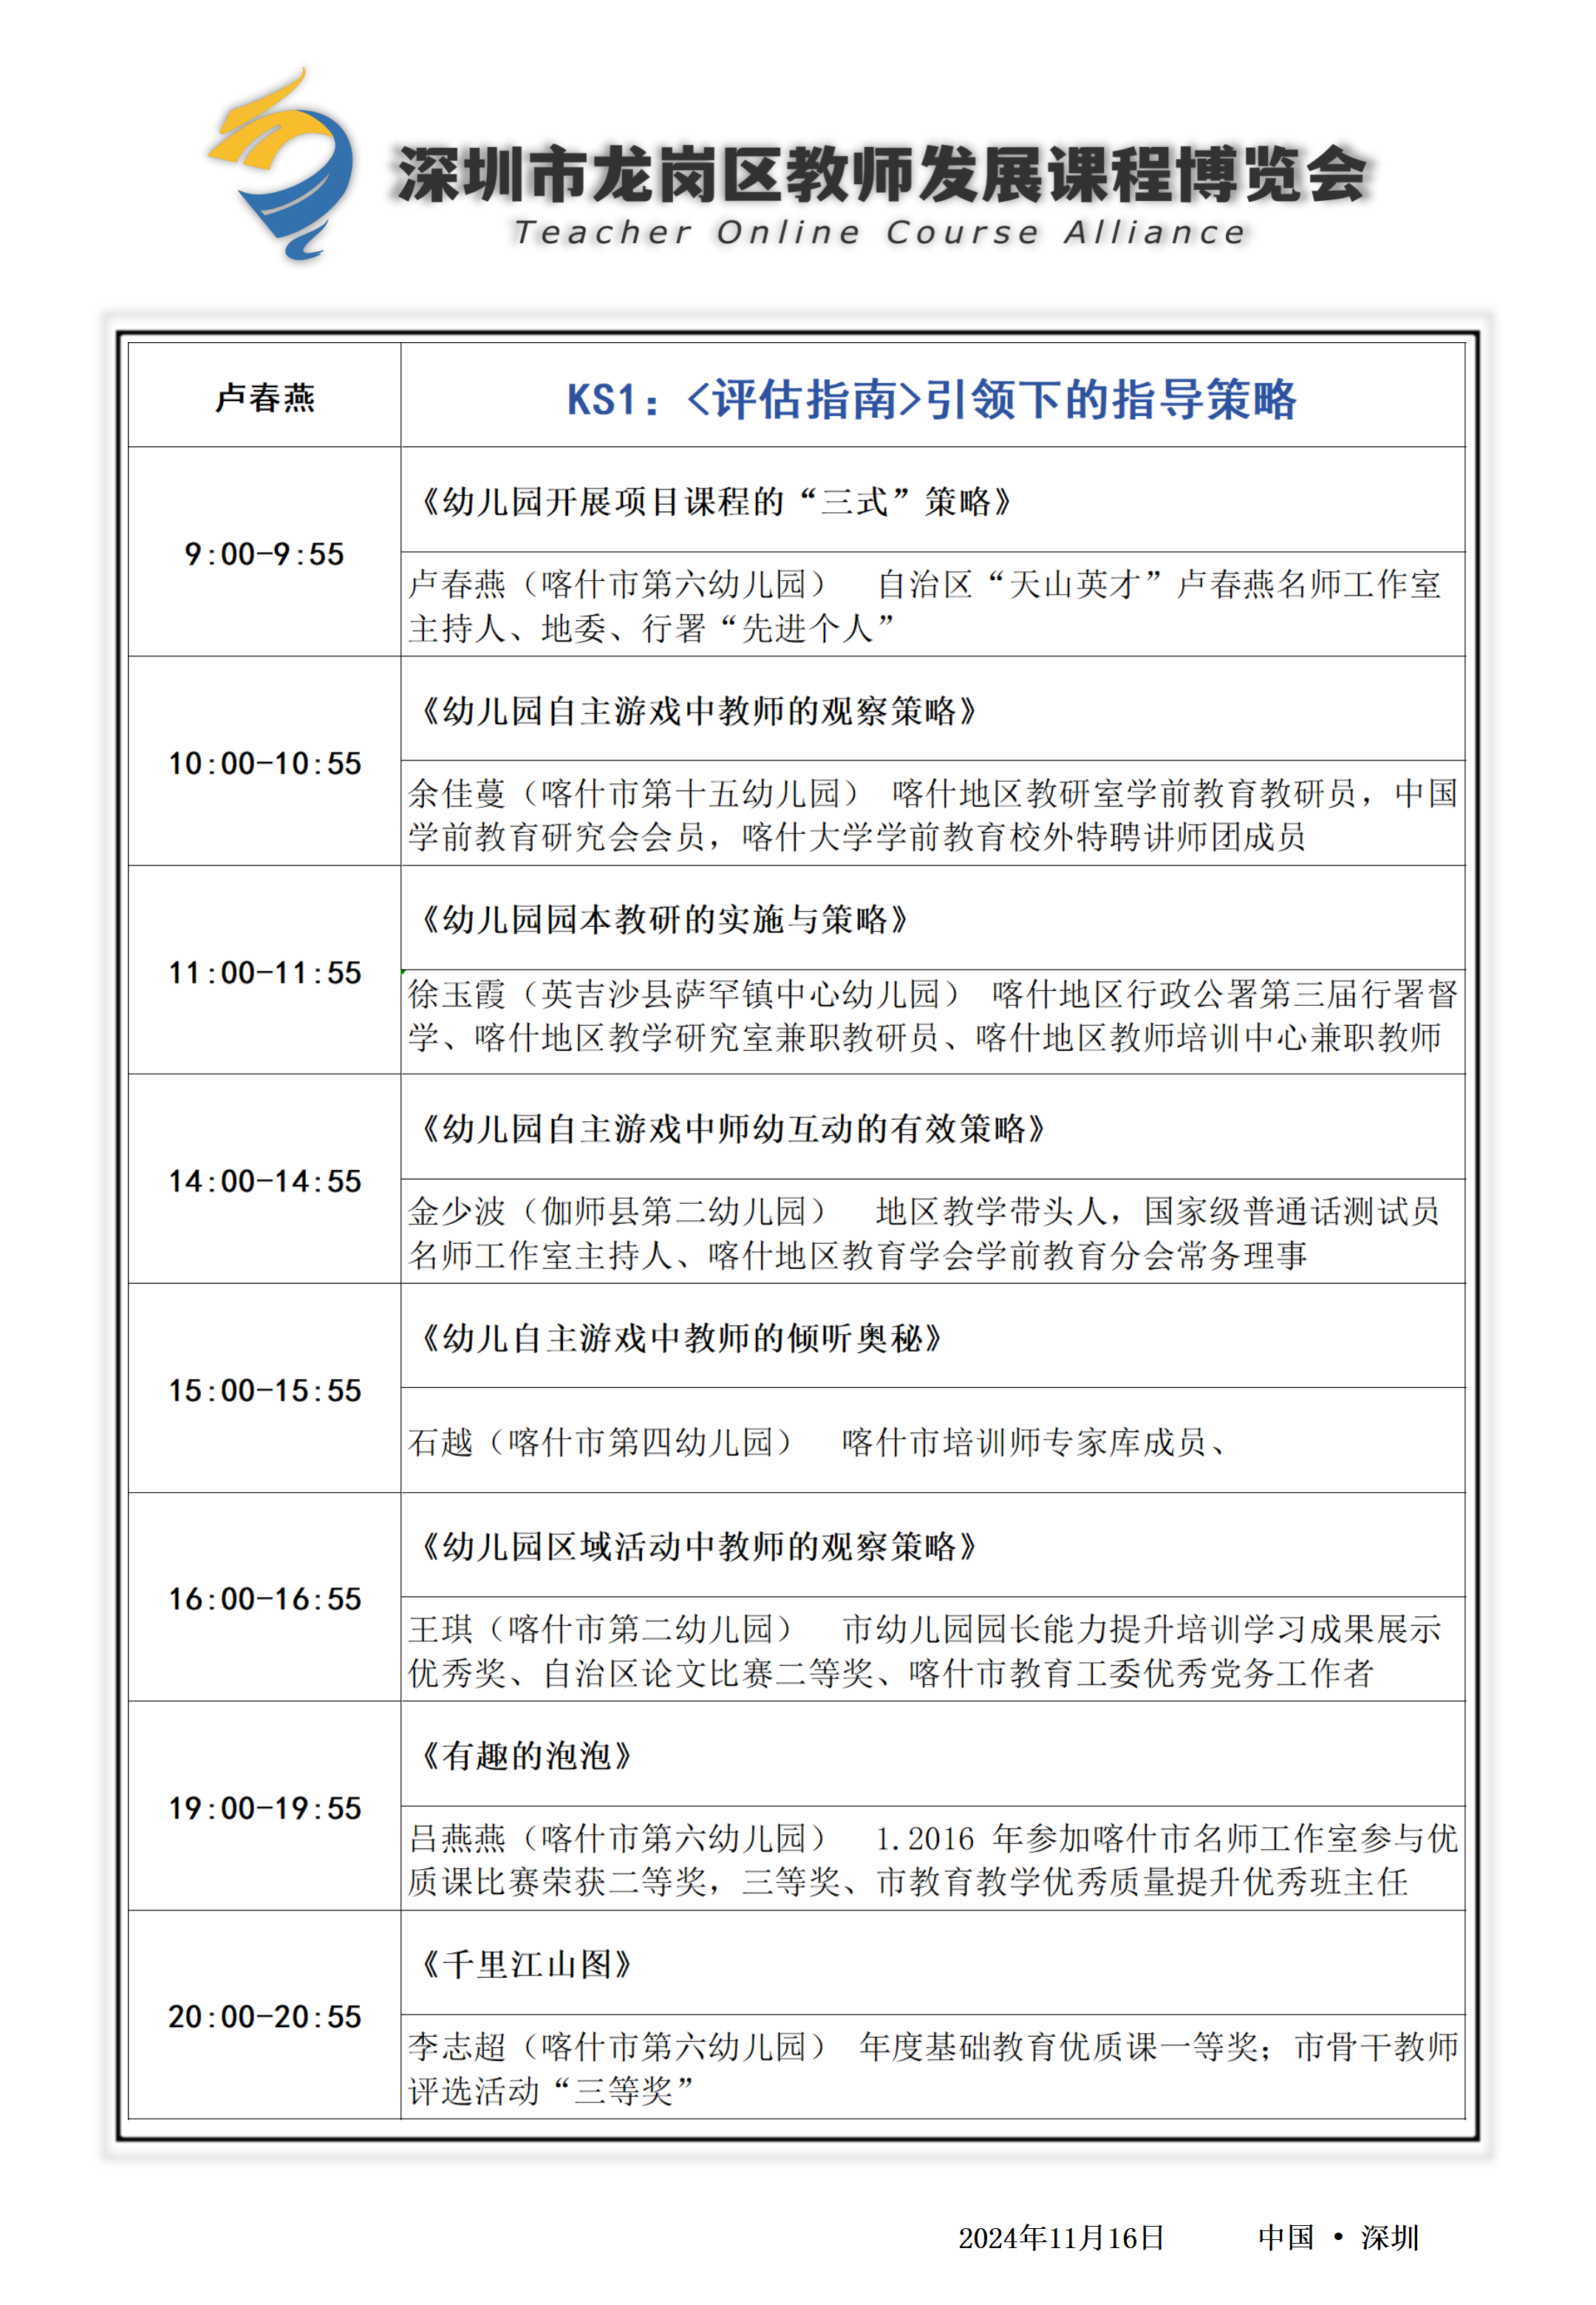 深圳市龙岗区教师发展课程博览会
Teacher Online Course Alliance
卢春燕
KS1：<评估指南>引领下的指导策略
9:00-9:55
《幼儿园开展项目课程的“三式”策略》
卢春燕（喀什市第六幼儿园） 自治区“天山英才”卢春燕名师工作室
主持人、地委、行署“先进个人”
10:00-10:55
《幼儿园自主游戏中教师的观察策略》
余佳蔓（喀什市第十五幼儿园） 喀什地区教研室学前教育教研员，中国
学前教育研究会会员，喀什大学学前教育校外特聘讲师团成员
11:00-11:55
《幼儿园园本教研的实施与策略》
徐玉霞（英吉沙县萨罕镇中心幼儿园） 喀什地区行政公署第三届行署督
学、喀什地区教学研究室兼职教研员、喀什地区教师培训中心兼职教师
14:00-14:55
《幼儿园自主游戏中师幼互动的有效策略》
金少波（伽师县第二幼儿园） 地区教学带头人，国家级普通话测试员
名师工作室主持人、喀什地区教育学会学前教育分会常务理事
15:00-15:55
《幼儿自主游戏中教师的倾听奥秘》
石越（喀什市第四幼儿园） 喀什市培训师专家库成员、
16:00-16:55
《幼儿园区域活动中教师的观察策略》
王琪（喀什市第二幼儿园） 市幼儿园园长能力提升培训学习成果展示
优秀奖、自治区论文比赛二等奖、喀什市教育工委优秀党务工作者
19:00-19:55
《有趣的泡泡》
吕燕燕（喀什市第六幼儿园） 1.2016 年参加喀什市名师工作室参与优
质课比赛荣获二等奖，三等奖、市教育教学优秀质量提升优秀班主任
20:00-20:55
《千里江山图》
李志超（喀什市第六幼儿园） 年度基础教育优质课一等奖；市骨干教师
评选活动“三等奖”
2024年11月16日 中国 • 深圳